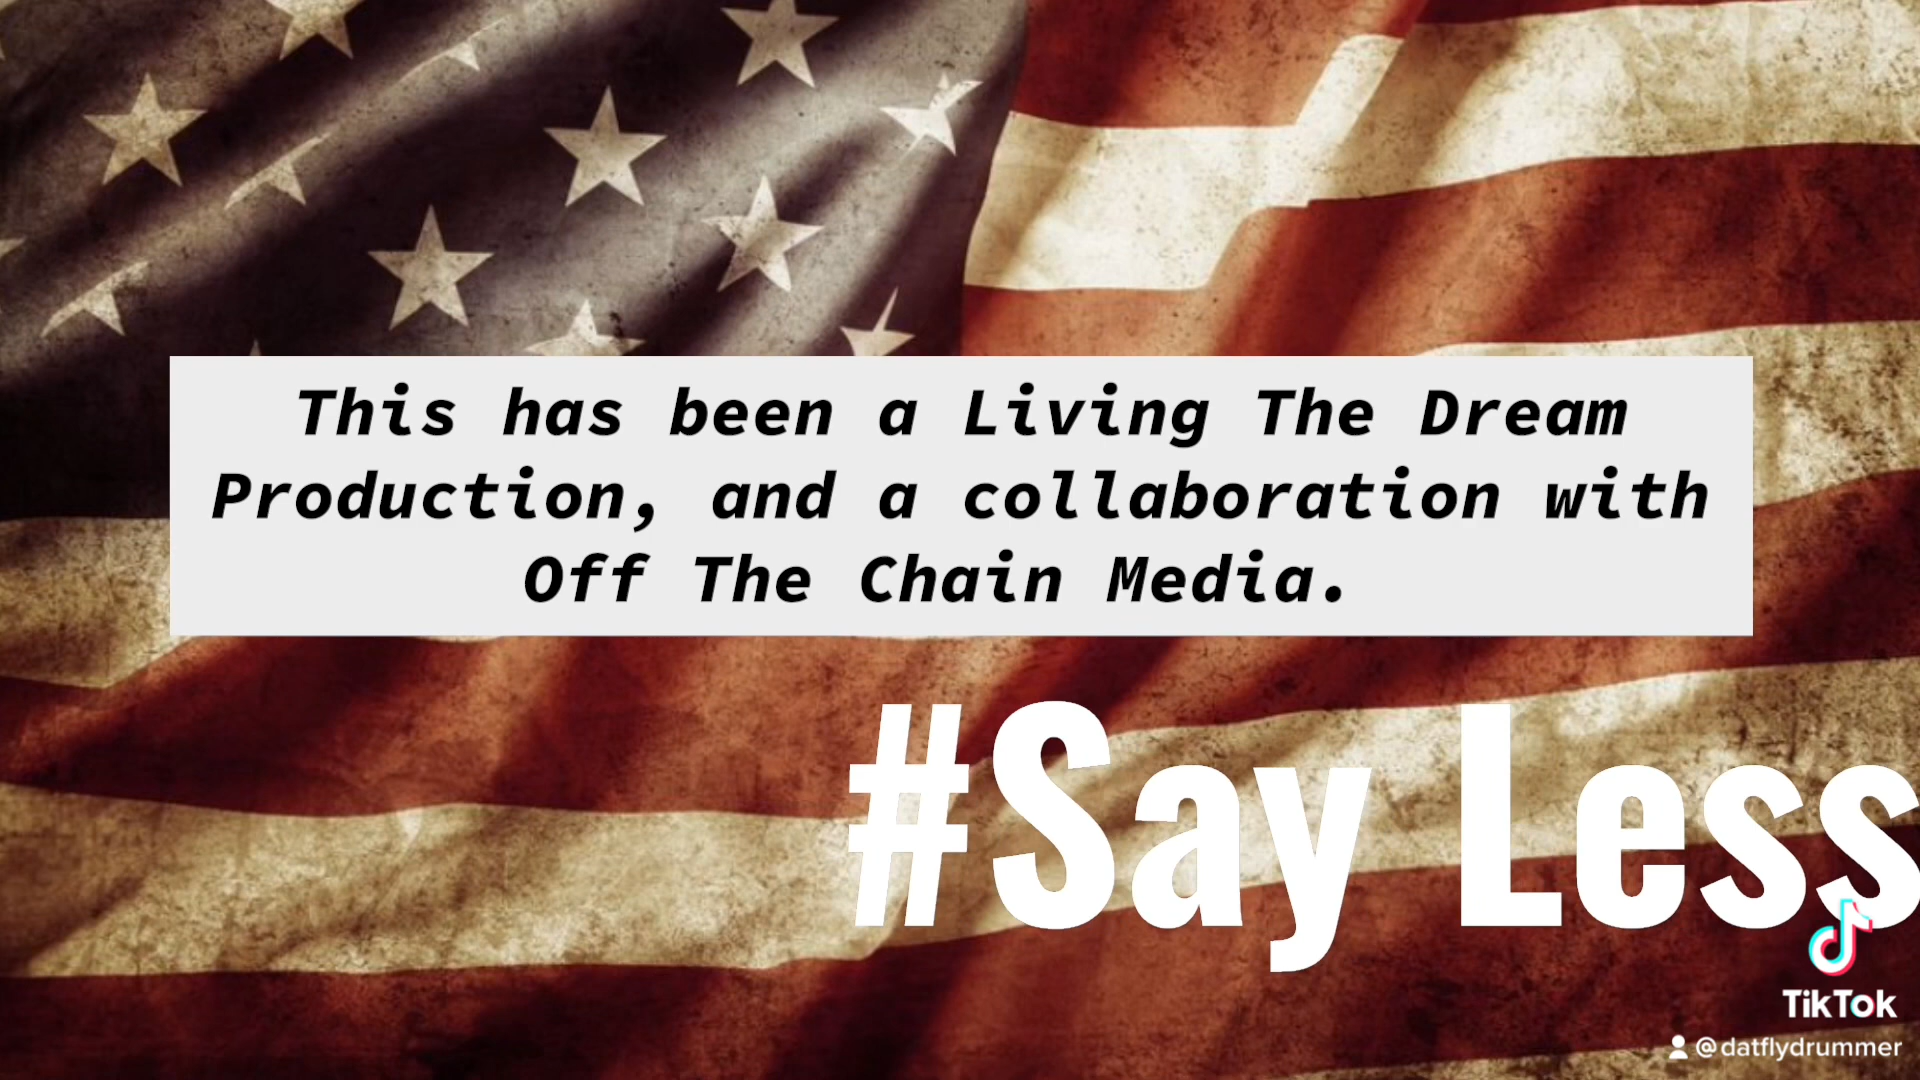 This has been a Living The Dream
Production, and a collaboration with
Off The Chain Media.
#Say Less
TikTok
@datflydrummer